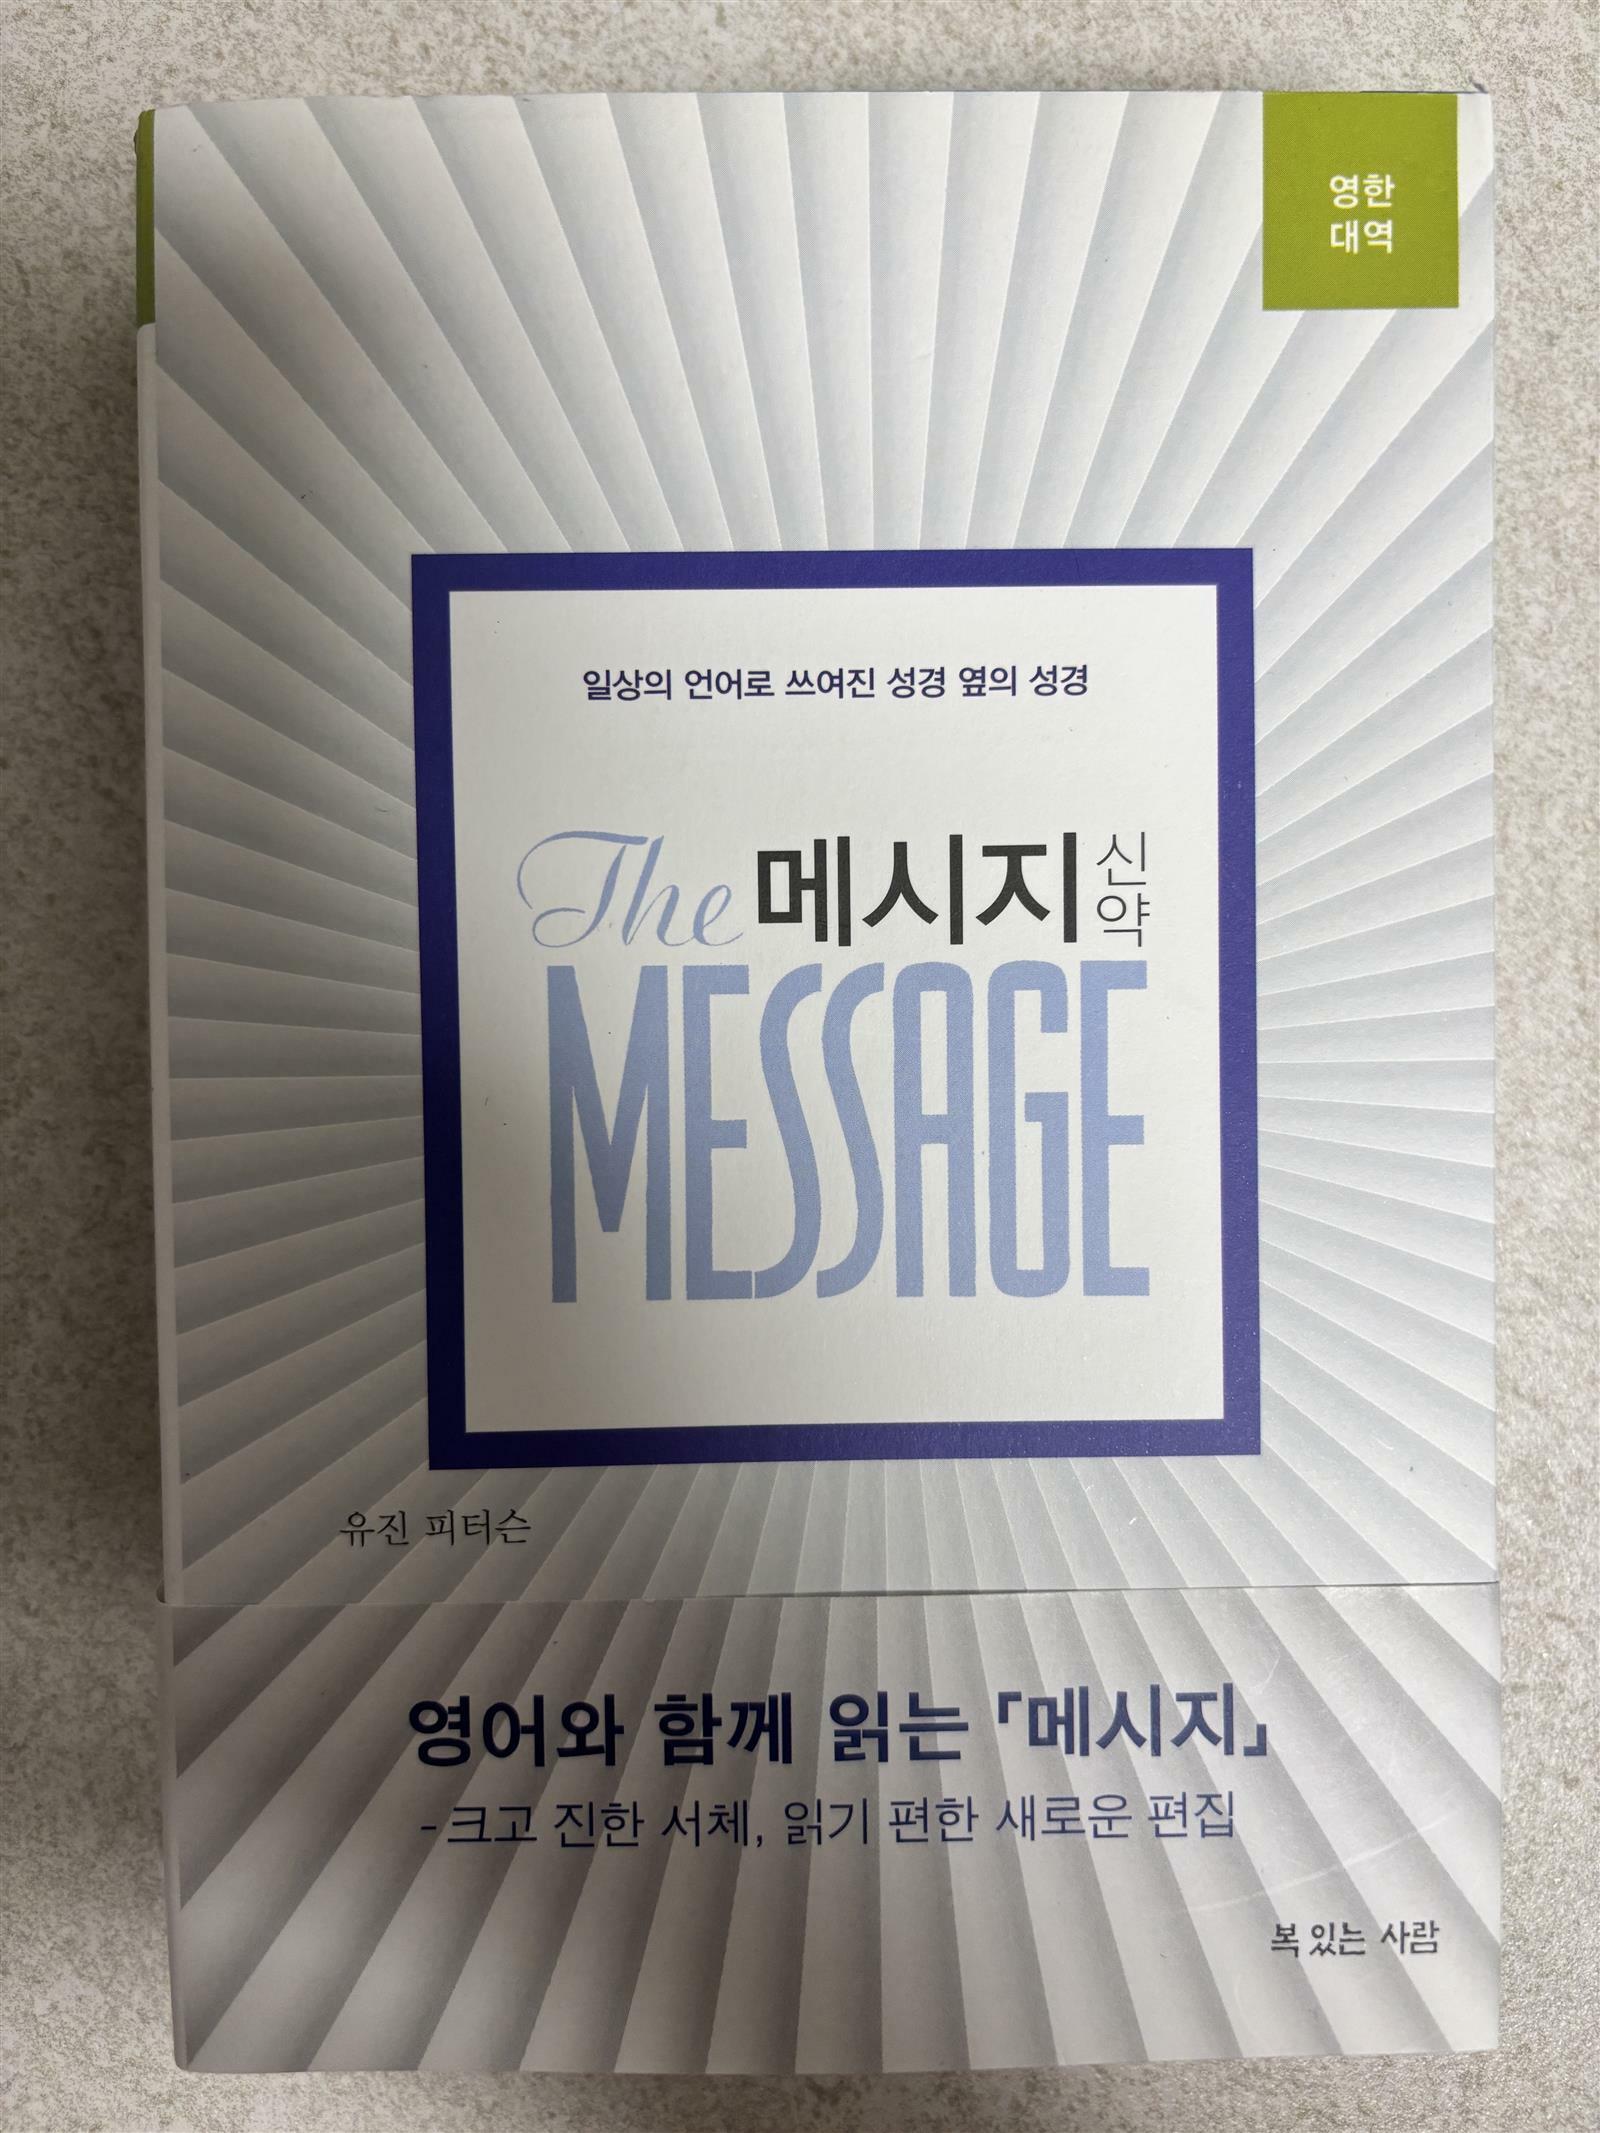 영한
대역
일상의 언어로 쓰여진 성경 옆의 성경
The 메시지 신약
MESSAGE
유진 피터슨
영어와 함께 읽는 「메시지」
- 크고 진한 서체, 읽기 편한 새로운 편집
복 있는 사람